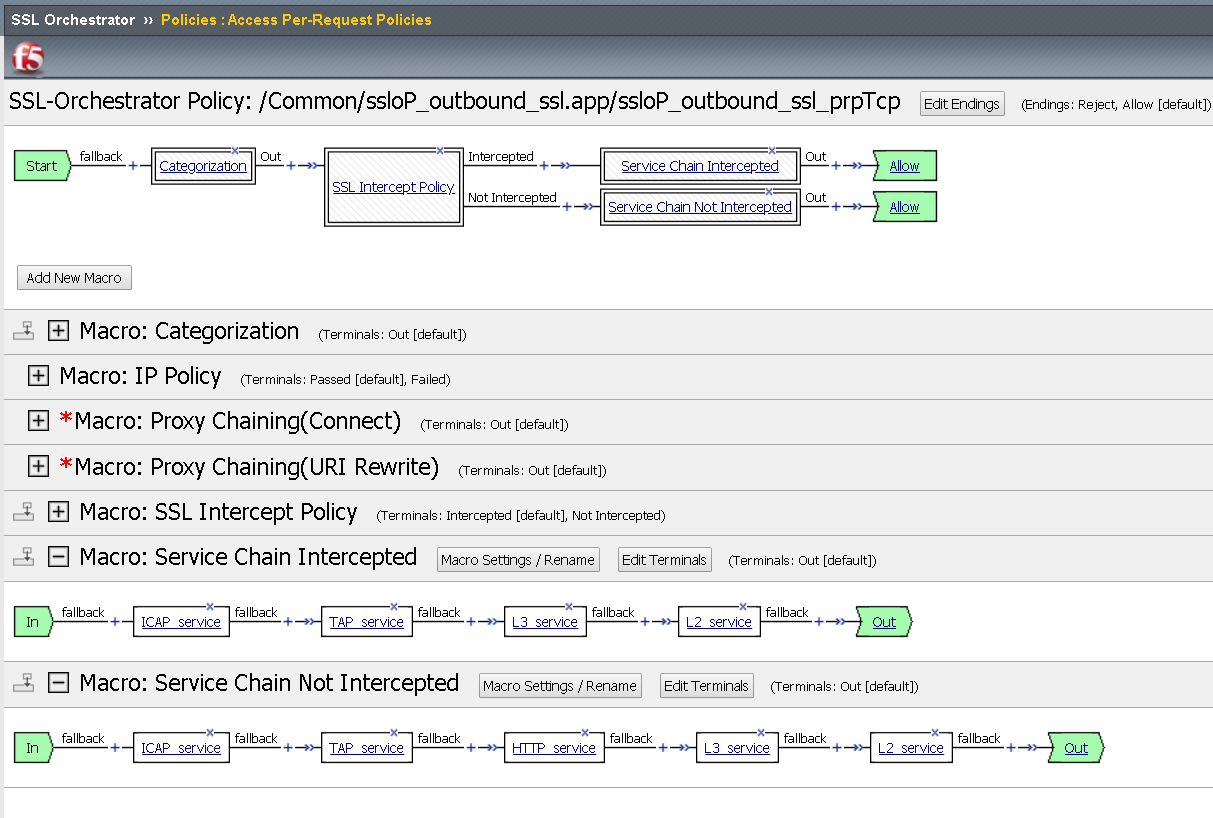 SSL Orchestrator ›› Policies : Access Per-Request Policies
f5
SSL-Orchestrator Policy: /Common/ssloP_outbound_ssl.app/ssloP_outbound_ssl_prpTcp Edit Endings (Endings: Reject, Allow [default])
Start fallback + Categorization x Out + SSL Intercept Policy x Intercepted + Service Chain Intercepted x Out + Allow
Not Intercepted + Service Chain Not Intercepted x Out + Allow
Add New Macro
+ Macro: Categorization (Terminals: Out [default])
+ Macro: IP Policy (Terminals: Passed [default], Failed)
+ *Macro: Proxy Chaining(Connect) (Terminals: Out [default])
+ *Macro: Proxy Chaining(URI Rewrite) (Terminals: Out [default])
+ Macro: SSL Intercept Policy (Terminals: Intercepted [default], Not Intercepted)
− Macro: Service Chain Intercepted Macro Settings / Rename Edit Terminals (Terminals: Out [default])
In fallback + ICAP_service x fallback + TAP_service x fallback + L3_service x fallback + L2_service x fallback + Out
− Macro: Service Chain Not Intercepted Macro Settings / Rename Edit Terminals (Terminals: Out [default])
In fallback + ICAP_service x fallback + TAP_service x fallback + HTTP_service x fallback + L3_service x fallback + L2_service x fallback + Out